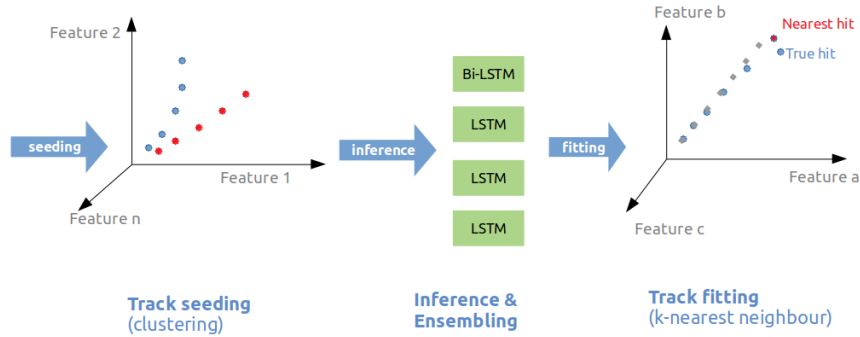 Feature 2
seeding
Feature 1
Feature n
inference
Bi-LSTM
LSTM
LSTM
LSTM
fitting
Feature b
Nearest hit
True hit
Feature a
Feature c
Track seeding
(clustering)
Inference &
Ensembling
Track fitting
(k-nearest neighbour)